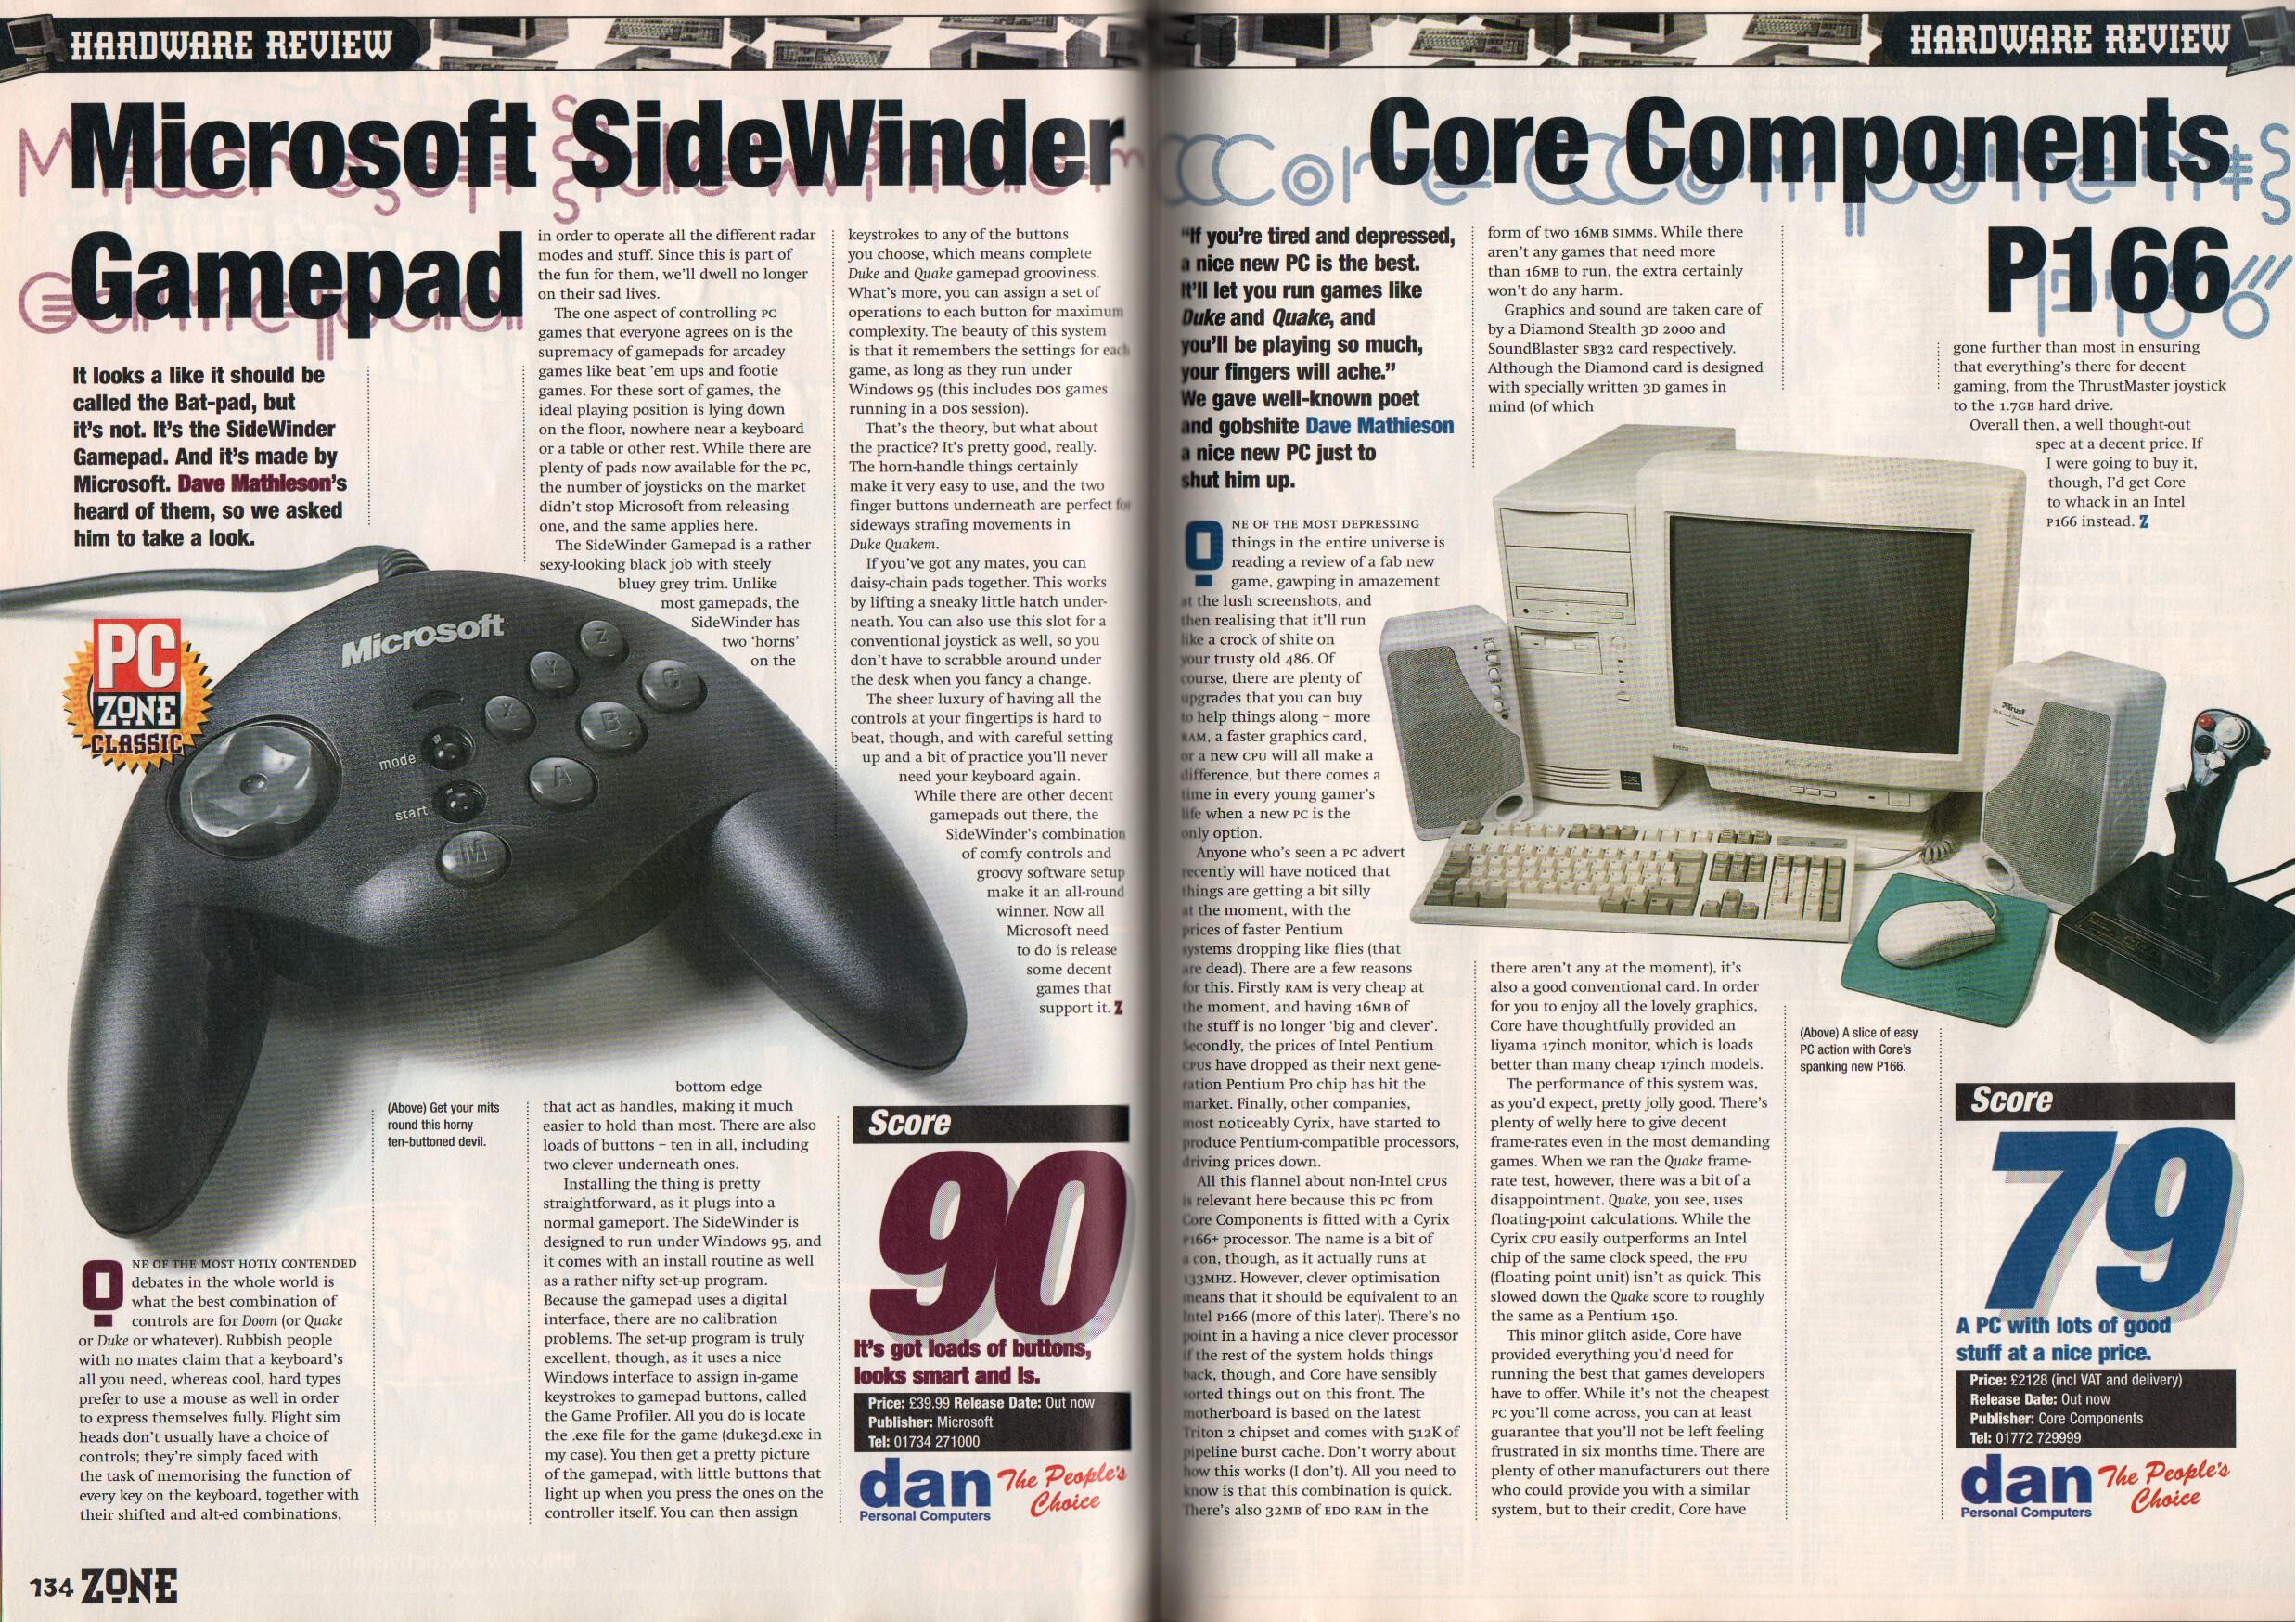 HARDWARE REVIEW
Microsoft SideWinder
Gamepad
It looks a like it should be
called the Bat-pad, but
it's not. It's the SideWinder
Gamepad. And it's made by
Microsoft. Dave Mathieson's
heard of them, so we asked
him to take a look.
PC
ZONE
CLASSIC
Microsoft
mode
start
X
Y
Z
A
B
C
M
ONE OF THE MOST HOTLY CONTENDED
debates in the whole world is
what the best combination of
controls are for Doom (or Quake
or Duke or whatever). Rubbish people
with no mates claim that a keyboard's
all you need, whereas cool, hard types
prefer to use a mouse as well in order
to express themselves fully. Flight sim
heads don't usually have a choice of
controls; they're simply faced with
the task of memorising the function of
every key on the keyboard, together with
their shifted and alt-ed combinations,
(Above) Get your mits
round this horny
ten-buttoned devil.
in order to operate all the different radar
modes and stuff. Since this is part of
the fun for them, we'll dwell no longer
on their sad lives.
The one aspect of controlling PC
games that everyone agrees on is the
supremacy of gamepads for arcadey
games like beat 'em ups and footie
games. For these sort of games, the
ideal playing position is lying down
on the floor, nowhere near a keyboard
or a table or other rest. While there are
plenty of pads now available for the PC,
the number of joysticks on the market
didn't stop Microsoft from releasing
one, and the same applies here.
The SideWinder Gamepad is a rather
sexy-looking black job with steely
bluey grey trim. Unlike
most gamepads, the
SideWinder has
two 'horns'
on the
bottom edge
that act as handles, making it much
easier to hold than most. There are also
loads of buttons – ten in all, including
two clever underneath ones.
Installing the thing is pretty
straightforward, as it plugs into a
normal gameport. The SideWinder is
designed to run under Windows 95, and
it comes with an install routine as well
as a rather nifty set-up program.
Because the gamepad uses a digital
interface, there are no calibration
problems. The set-up program is truly
excellent, though, as it uses a nice
Windows interface to assign in-game
keystrokes to gamepad buttons, called
the Game Profiler. All you do is locate
the .exe file for the game (duke3d.exe in
my case). You then get a pretty picture
of the gamepad, with little buttons that
light up when you press the ones on the
controller itself. You can then assign
keystrokes to any of the buttons
you choose, which means complete
Duke and Quake gamepad grooviness.
What's more, you can assign a set of
operations to each button for maximum
complexity. The beauty of this system
is that it remembers the settings for each
game, as long as they run under
Windows 95 (this includes DOS games
running in a DOS session).
That's the theory, but what about
the practice? It's pretty good, really.
The horn-handle things certainly
make it very easy to use, and the two
finger buttons underneath are perfect for
sideways strafing movements in
Duke Quakem.
If you've got any mates, you can
daisy-chain pads together. This works
by lifting a sneaky little hatch under-
neath. You can also use this slot for a
conventional joystick as well, so you
don't have to scrabble around under
the desk when you fancy a change.
The sheer luxury of having all the
controls at your fingertips is hard to
beat, though, and with careful setting
up and a bit of practice you'll never
need your keyboard again.
While there are other decent
gamepads out there, the
SideWinder's combination
of comfy controls and
groovy software setup
make it an all-round
winner. Now all
Microsoft need
to do is release
some decent
games that
support it. Z
Score
90
It's got loads of buttons,
looks smart and is.
Price: £39.99 Release Date: Out now
Publisher: Microsoft
Tel: 01734 271000
dan
Personal Computers
The People's
Choice
134 ZONE
HARDWARE REVIEW
Core Components
P166
"If you're tired and depressed,
a nice new PC is the best.
It'll let you run games like
Duke and Quake, and
you'll be playing so much,
your fingers will ache."
We gave well-known poet
and gobshite Dave Mathieson
a nice new PC just to
shut him up.
ONE OF THE MOST DEPRESSING
things in the entire universe is
reading a review of a fab new
game, gawping in amazement
at the lush screenshots, and
then realising that it'll run
like a crock of shite on
your trusty old 486. Of
course, there are plenty of
upgrades that you can buy
to help things along – more
RAM, a faster graphics card,
or a new CPU will all make a
difference, but there comes a
time in every young gamer's
life when a new PC is the
only option.
Anyone who's seen a PC advert
recently will have noticed that
things are getting a bit silly
at the moment, with the
prices of faster Pentium
systems dropping like flies (that
are dead). There are a few reasons
for this. Firstly RAM is very cheap at
the moment, and having 16MB of
the stuff is no longer 'big and clever'.
Secondly, the prices of Intel Pentium
CPUs have dropped as their next gene-
ration Pentium Pro chip has hit the
market. Finally, other companies,
most noticeably Cyrix, have started to
produce Pentium-compatible processors,
driving prices down.
All this flannel about non-Intel CPUs
is relevant here because this PC from
Core Components is fitted with a Cyrix
P166+ processor. The name is a bit of
a con, though, as it actually runs at
133MHZ. However, clever optimisation
means that it should be equivalent to an
Intel P166 (more of this later). There's no
point in a having a nice clever processor
if the rest of the system holds things
back, though, and Core have sensibly
sorted things out on this front. The
motherboard is based on the latest
Triton 2 chipset and comes with 512K of
pipeline burst cache. Don't worry about
how this works (I don't). All you need to
know is that this combination is quick.
There's also 32MB of EDO RAM in the
form of two 16MB SIMMs. While there
aren't any games that need more
than 16MB to run, the extra certainly
won't do any harm.
Graphics and sound are taken care of
by a Diamond Stealth 3D 2000 and
SoundBlaster SB32 card respectively.
Although the Diamond card is designed
with specially written 3D games in
mind (of which
there aren't any at the moment), it's
also a good conventional card. In order
for you to enjoy all the lovely graphics,
Core have thoughtfully provided an
Iiyama 17inch monitor, which is loads
better than many cheap 17inch models.
The performance of this system was,
as you'd expect, pretty jolly good. There's
plenty of welly here to give decent
frame-rates even in the most demanding
games. When we ran the Quake frame-
rate test, however, there was a bit of a
disappointment. Quake, you see, uses
floating-point calculations. While the
Cyrix CPU easily outperforms an Intel
chip of the same clock speed, the FPU
(floating point unit) isn't as quick. This
slowed down the Quake score to roughly
the same as a Pentium 150.
This minor glitch aside, Core have
provided everything you'd need for
running the best that games developers
have to offer. While it's not the cheapest
PC you'll come across, you can at least
guarantee that you'll not be left feeling
frustrated in six months time. There are
plenty of other manufacturers out there
who could provide you with a similar
system, but to their credit, Core have
gone further than most in ensuring
that everything's there for decent
gaming, from the ThrustMaster joystick
to the 1.7GB hard drive.
Overall then, a well thought-out
spec at a decent price. If
I were going to buy it,
though, I'd get Core
to whack in an Intel
P166 instead. Z
Trust
(Above) A slice of easy
PC action with Core's
spanking new P166.
Score
79
A PC with lots of good
stuff at a nice price.
Price: £2128 (incl VAT and delivery)
Release Date: Out now
Publisher: Core Components
Tel: 01772 729999
dan
Personal Computers
The People's
Choice